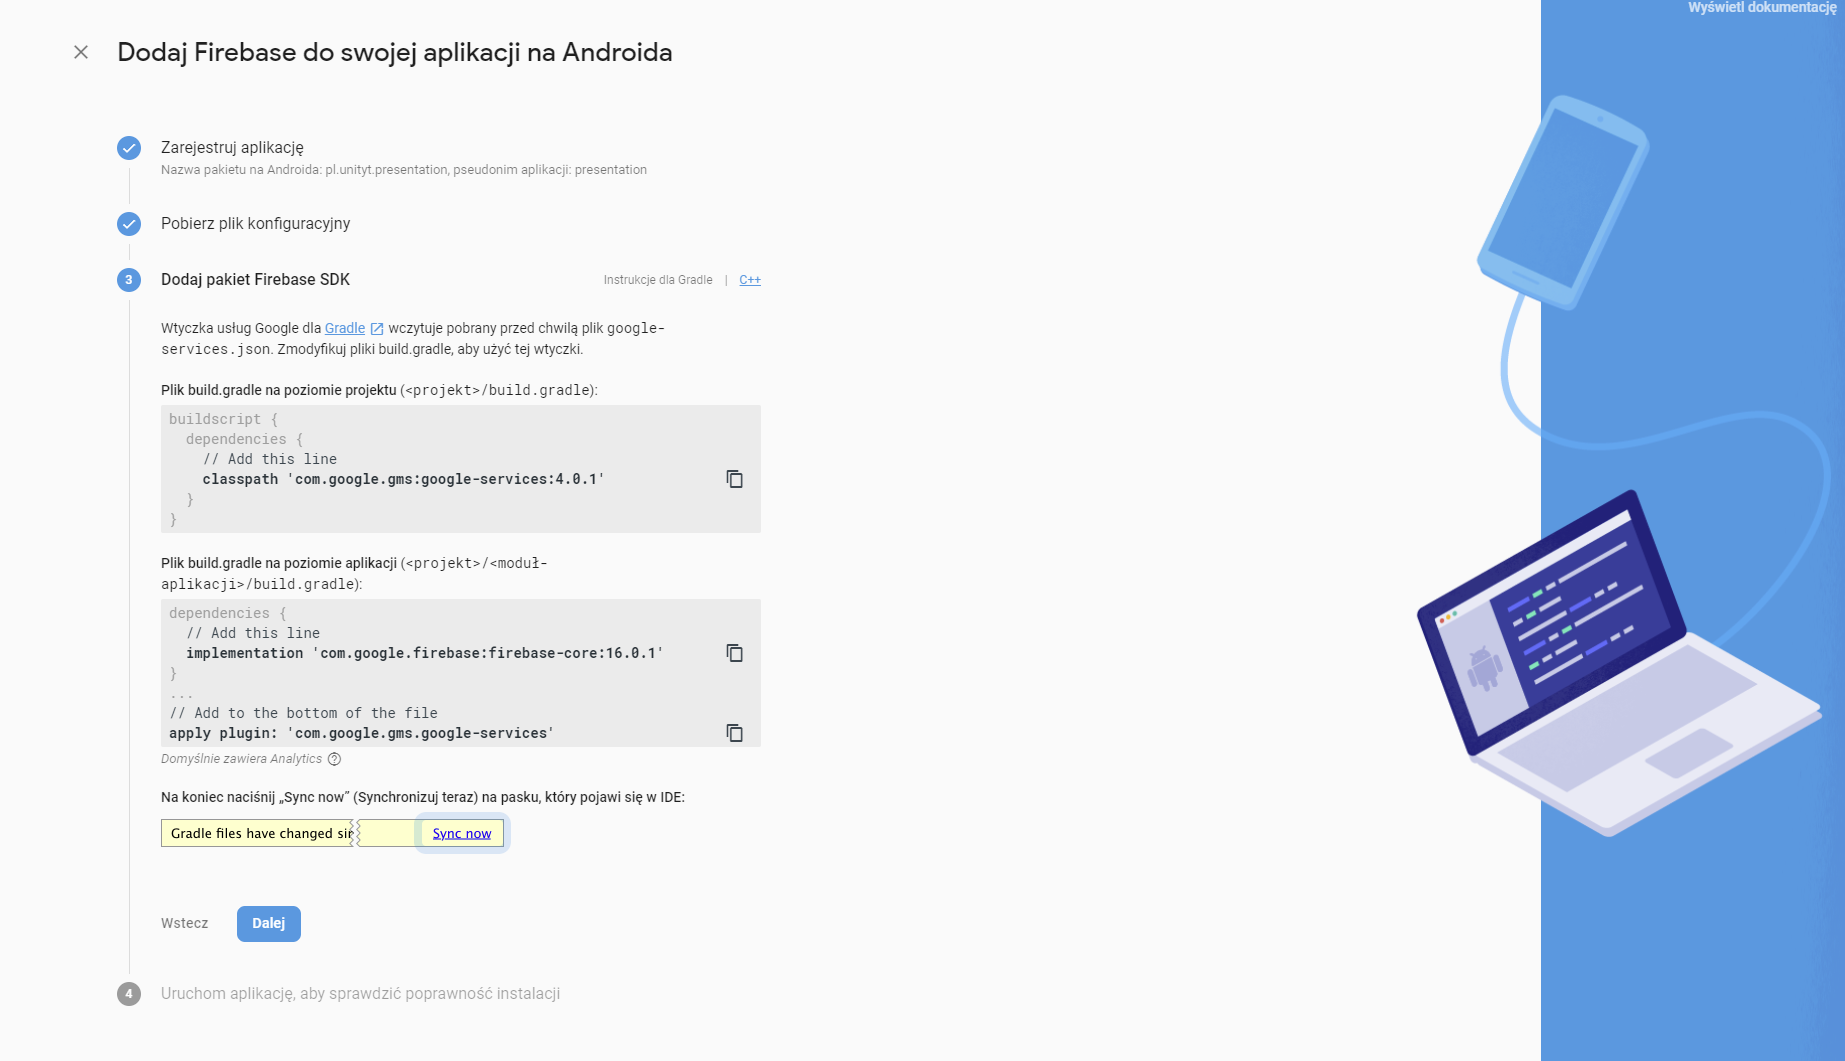 Wyświetl dokumentację
Dodaj Firebase do swojej aplikacji na Androida
Zarejestruj aplikację
Nazwa pakietu na Androida: pl.unityt.presentation, pseudonim aplikacji: presentation
Pobierz plik konfiguracyjny
3 Dodaj pakiet Firebase SDK Instrukcje dla Gradle | C++
Wtyczka usług Google dla Gradle wczytuje pobrany przed chwilą plik google-
services.json. Zmodyfikuj pliki build.gradle, aby użyć tej wtyczki.
Plik build.gradle na poziomie projektu (<projekt>/build.gradle):
buildscript {
dependencies {
// Add this line
classpath 'com.google.gms:google-services:4.0.1'
}
}
Plik build.gradle na poziomie aplikacji (<projekt>/<moduł-
aplikacji>/build.gradle):
dependencies {
// Add this line
implementation 'com.google.firebase:firebase-core:16.0.1'
}
...
// Add to the bottom of the file
apply plugin: 'com.google.gms.google-services'
Domyślnie zawiera Analytics ?
Na koniec naciśnij „Sync now” (Synchronizuj teraz) na pasku, który pojawi się w IDE:
Gradle files have changed sin Sync now
Wstecz Dalej
4 Uruchom aplikację, aby sprawdzić poprawność instalacji